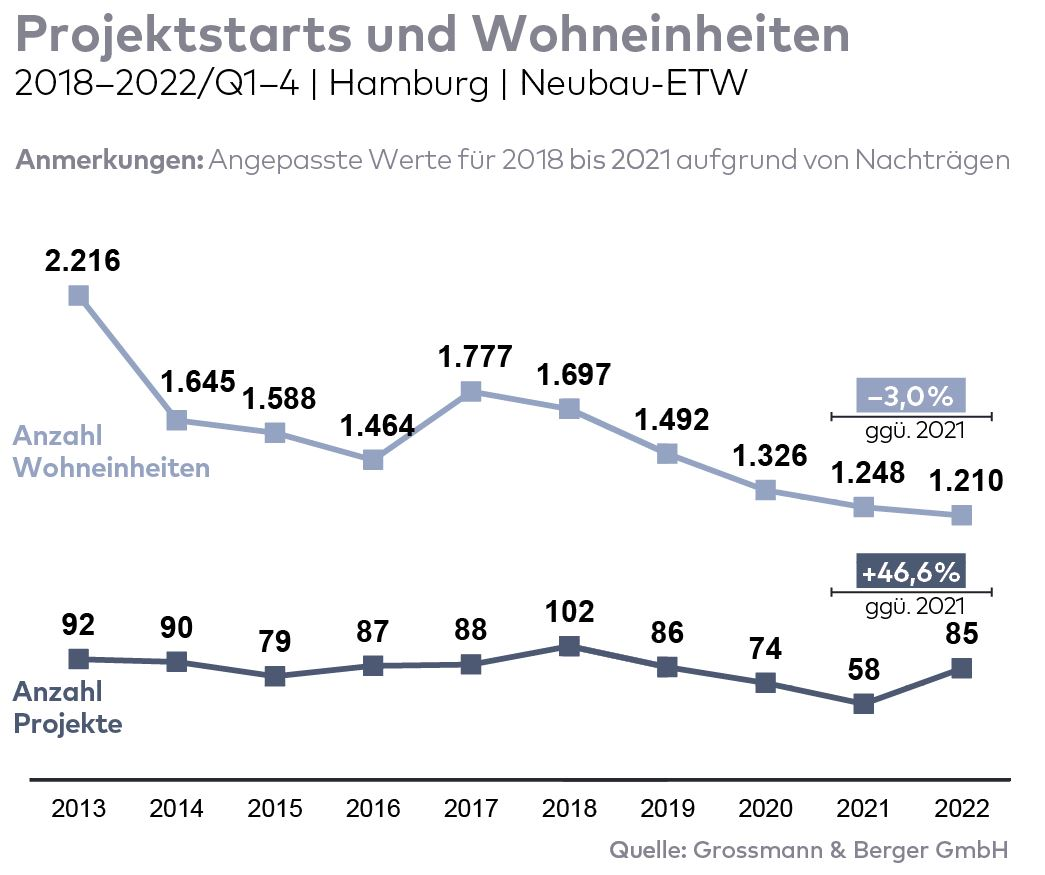 Projektstarts und Wohneinheiten
2018–2022/Q1–4 | Hamburg | Neubau-ETW
Anmerkungen: Angepasste Werte für 2018 bis 2021 aufgrund von Nachträgen
2.216
1.645
1.588
1.464
1.777
1.697
1.492
1.326
1.248
1.210
–3,0%
ggü. 2021
Anzahl
Wohneinheiten
+46,6%
ggü. 2021
92
90
79
87
88
102
86
74
58
85
Anzahl
Projekte
2013 2014 2015 2016 2017 2018 2019 2020 2021 2022
Quelle: Grossmann & Berger GmbH